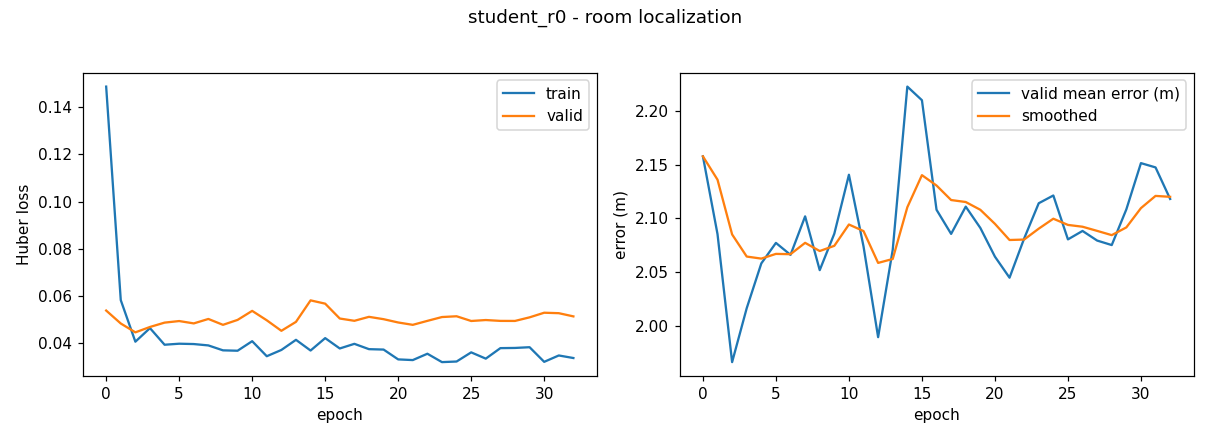 student_r0 - room localization
Huber loss
0.14
0.12
0.10
0.08
0.06
0.04
0
5
10
15
20
25
30
epoch
train
valid
error (m)
2.20
2.15
2.10
2.05
2.00
0
5
10
15
20
25
30
epoch
valid mean error (m)
smoothed